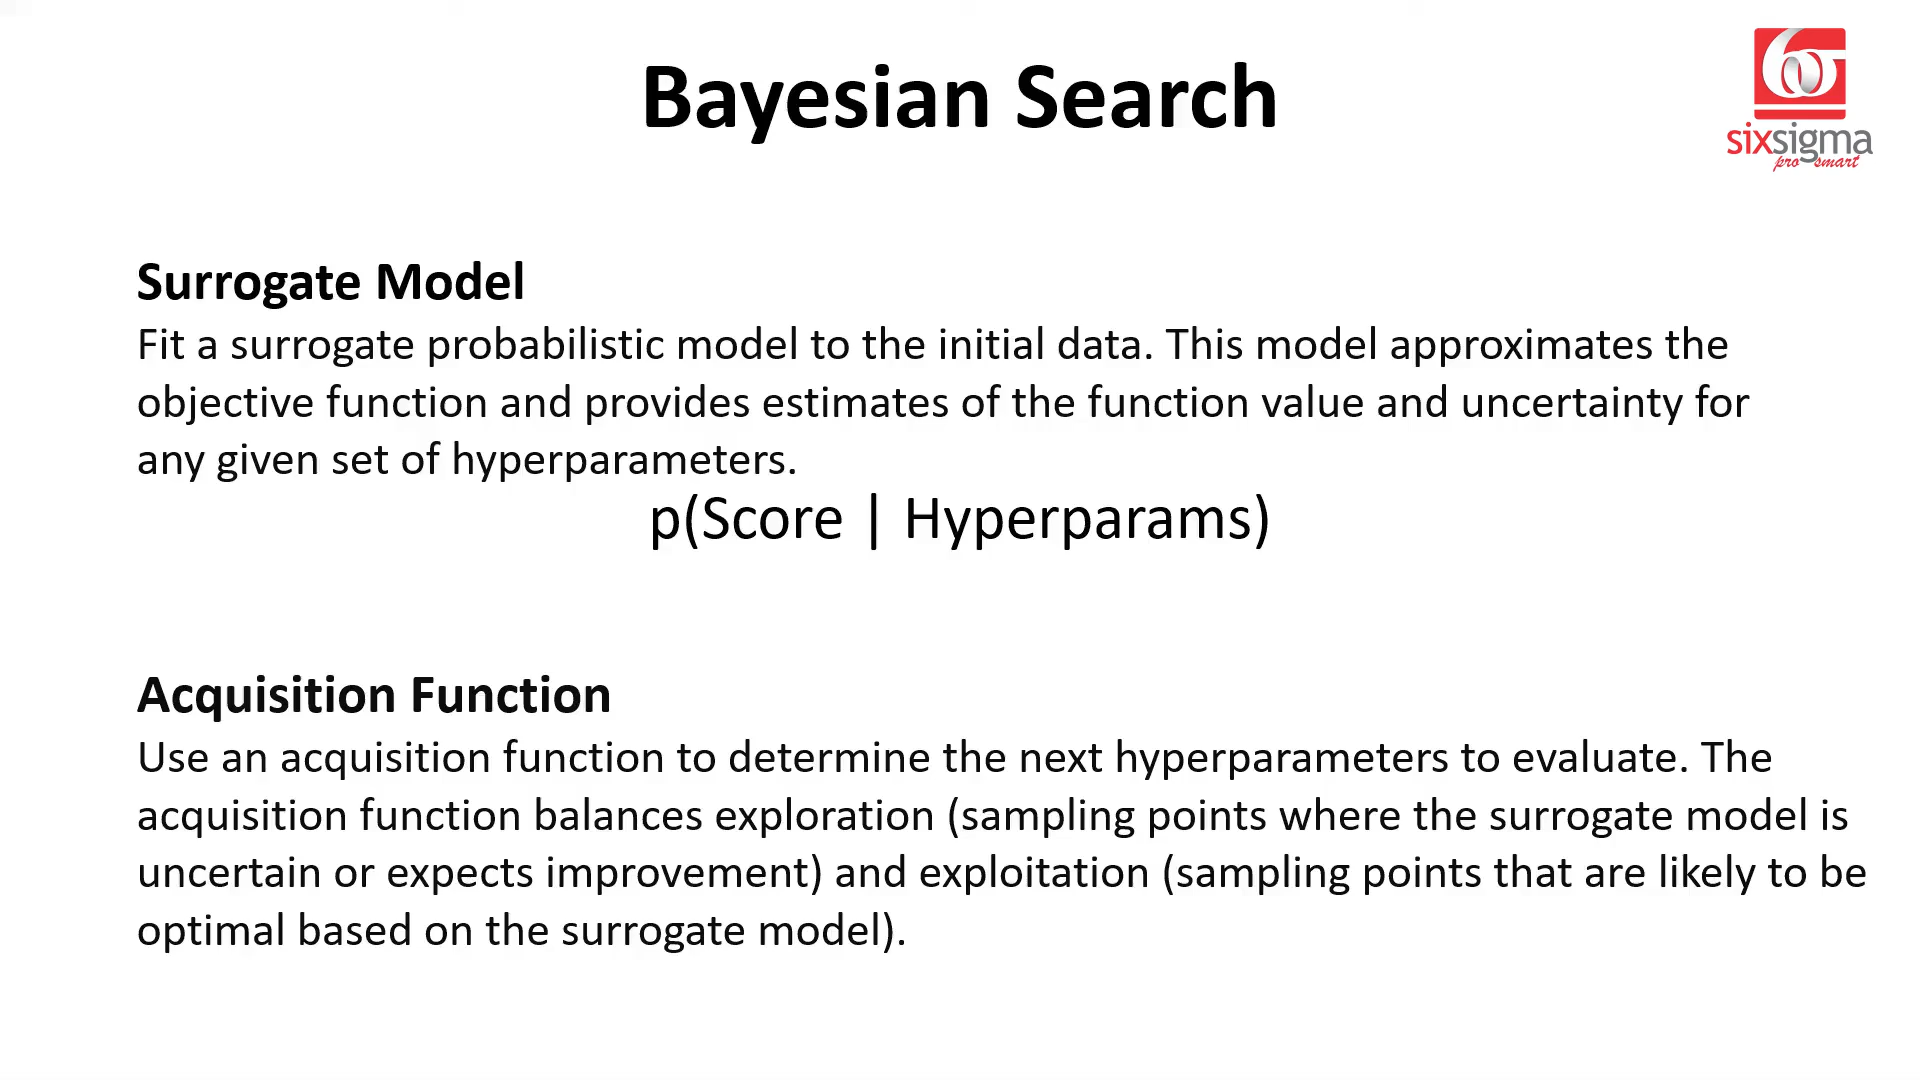 Bayesian Search
sixsigma
pro smart
Surrogate Model
Fit a surrogate probabilistic model to the initial data. This model approximates the
objective function and provides estimates of the function value and uncertainty for
any given set of hyperparameters.
p(Score | Hyperparams)
Acquisition Function
Use an acquisition function to determine the next hyperparameters to evaluate. The
acquisition function balances exploration (sampling points where the surrogate model is
uncertain or expects improvement) and exploitation (sampling points that are likely to be
optimal based on the surrogate model).